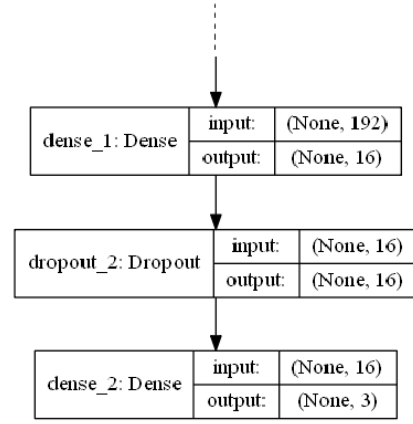 dense_1: Dense
input: (None, 192)
output: (None, 16)
dropout_2: Dropout
input: (None, 16)
output: (None, 16)
dense_2: Dense
input: (None, 16)
output: (None, 3)